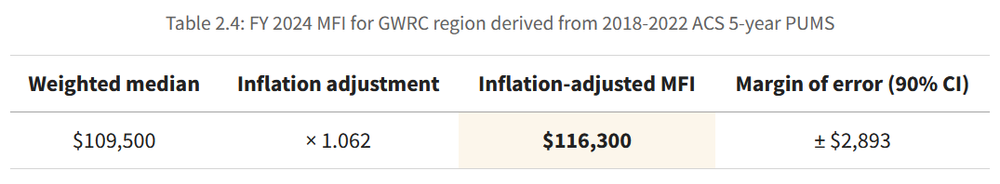 Table 2.4: FY 2024 MFI for GWRC region derived from 2018-2022 ACS 5-year PUMS
Weighted median Inflation adjustment Inflation-adjusted MFI Margin of error (90% CI)
$109,500 × 1.062 $116,300 ± $2,893